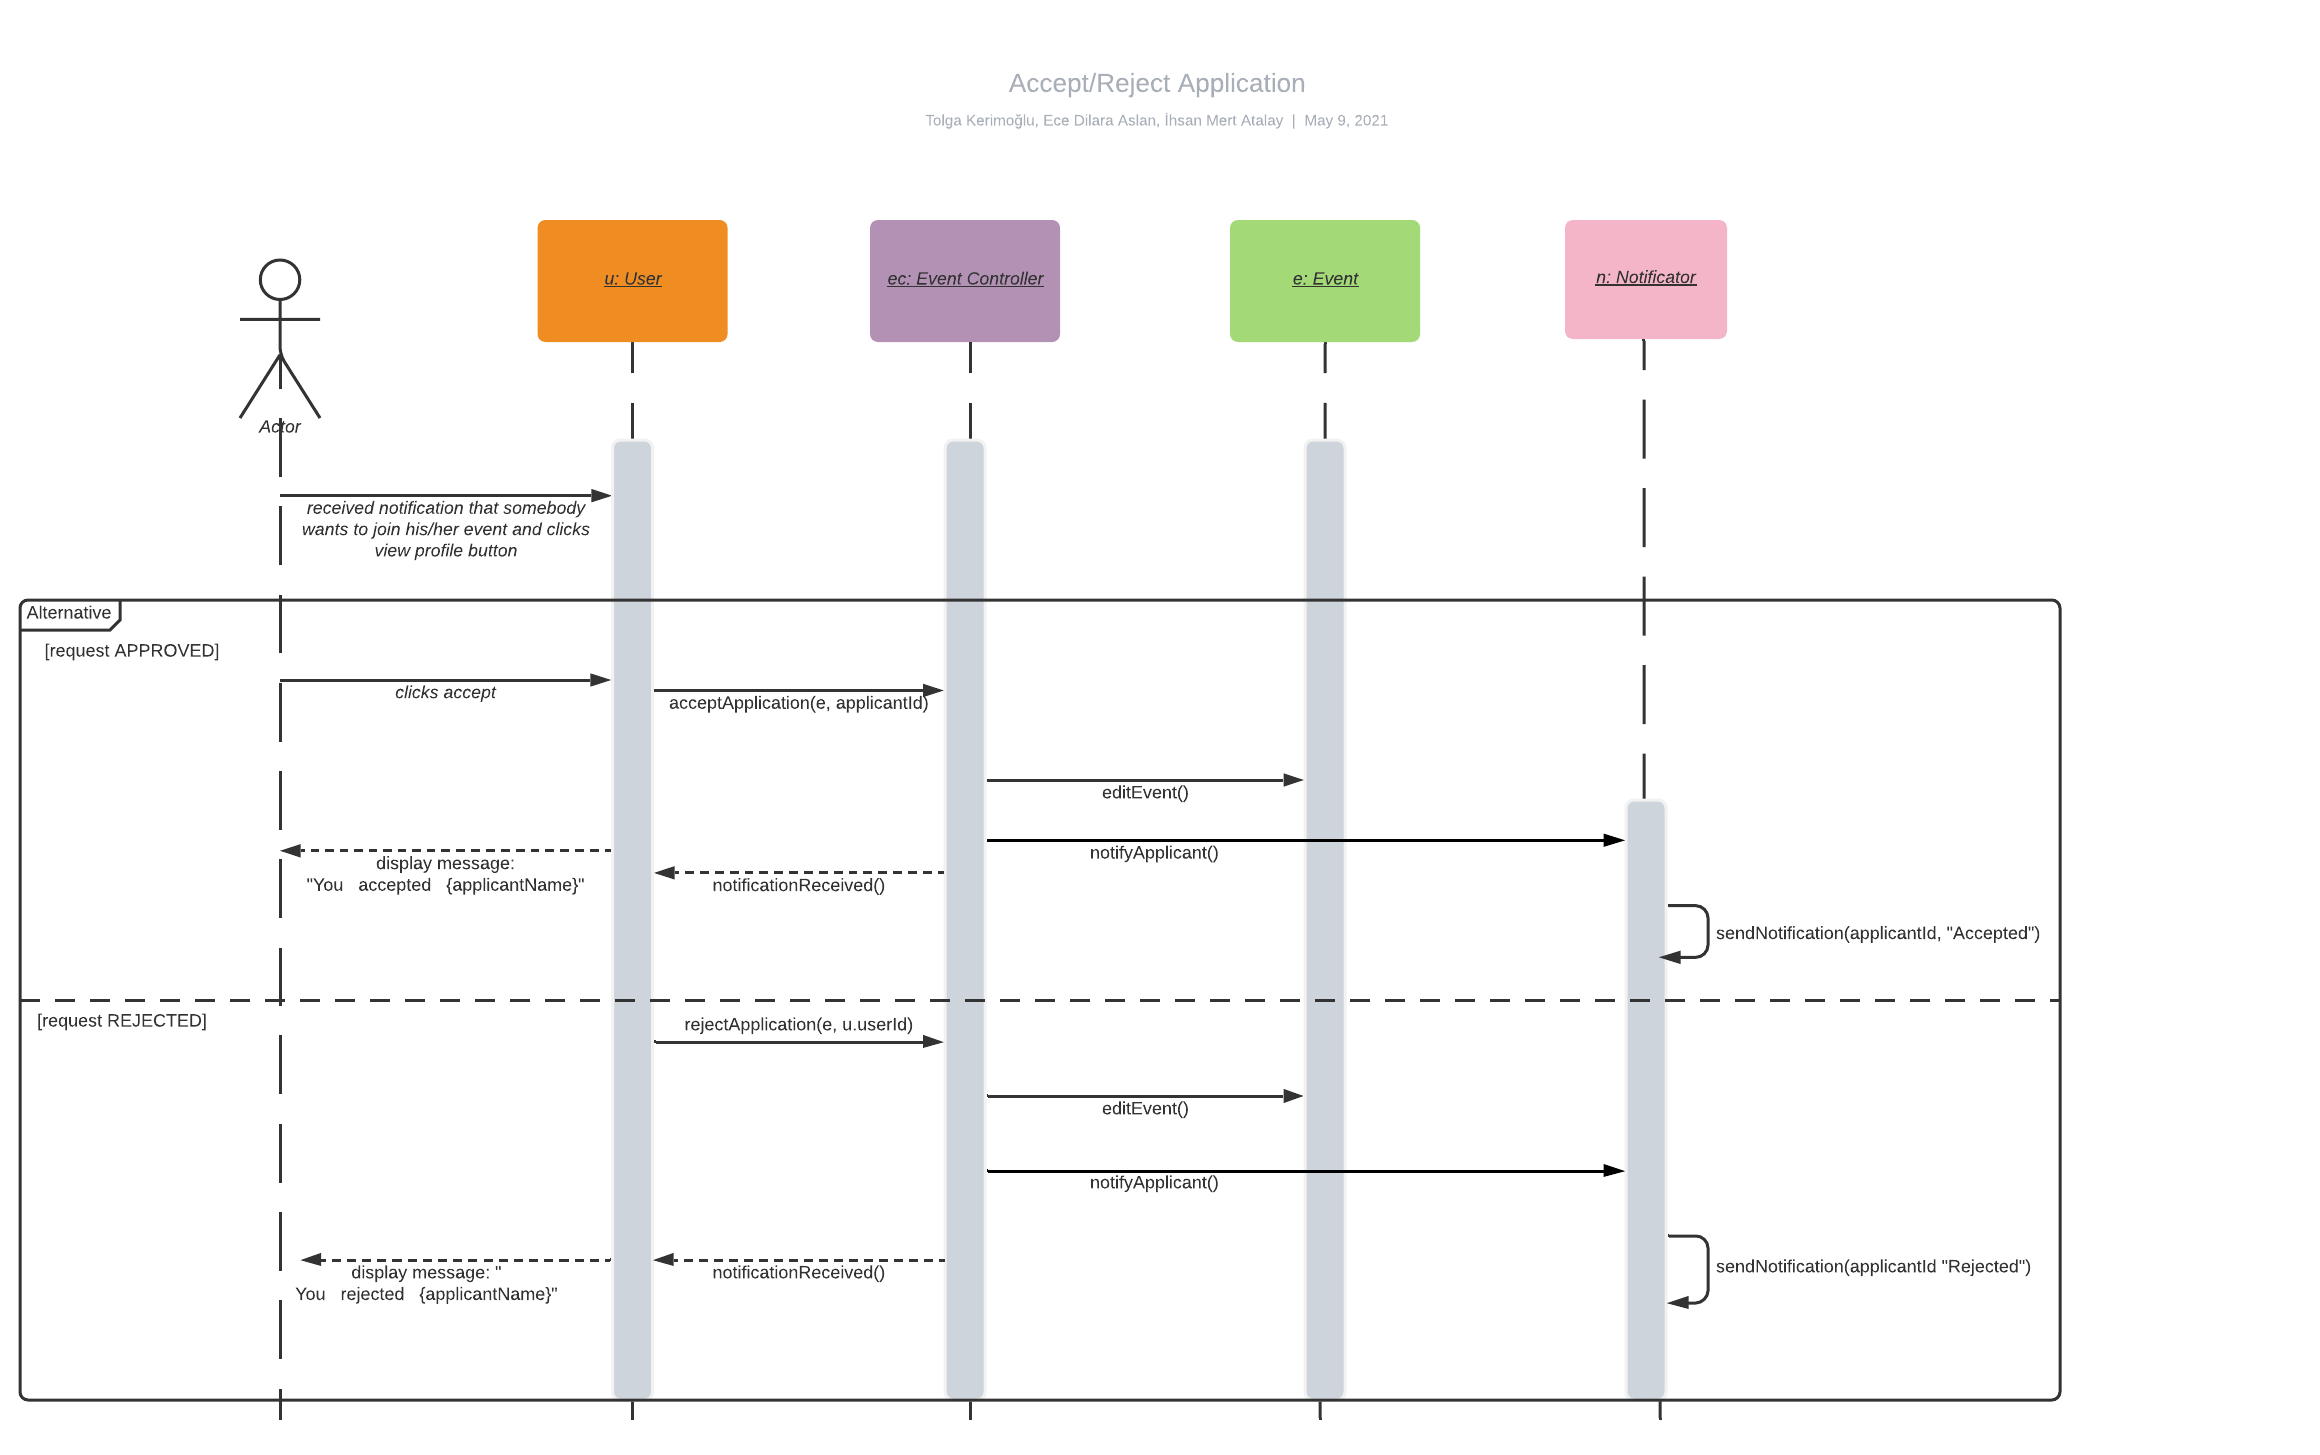 Accept/Reject Application
Tolga Kerimoğlu, Ece Dilara Aslan, İhsan Mert Atalay | May 9, 2021
u: User
ec: Event Controller
e: Event
n: Notificator
Actor
received notification that somebody
wants to join his/her event and clicks
view profile button
Alternative
[request APPROVED]
clicks accept
acceptApplication(e, applicantId)
editEvent()
notifyApplicant()
display message:
"You accepted {applicantName}"
notificationReceived()
sendNotification(applicantId, "Accepted")
[request REJECTED]
rejectApplication(e, u.userId)
editEvent()
notifyApplicant()
display message: "
You rejected {applicantName}"
notificationReceived()
sendNotification(applicantId "Rejected")